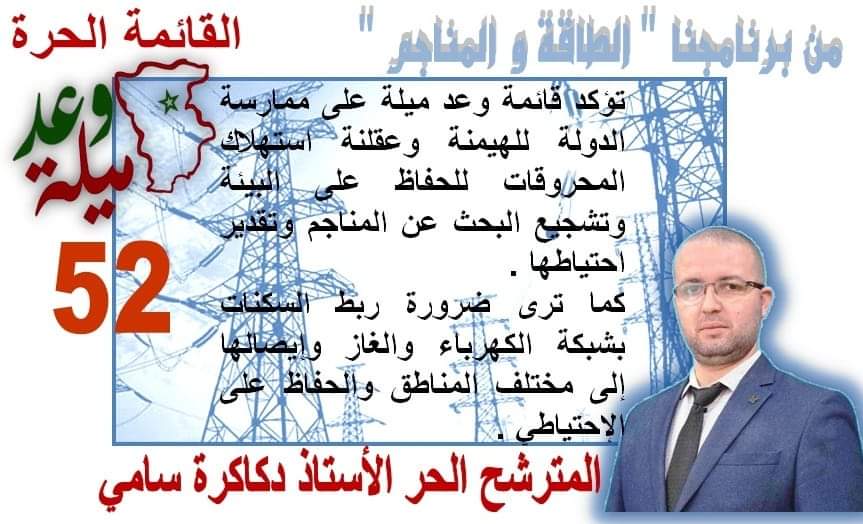 من برنامجنا " الطاقة و المناجم "
القائمة الحرة
وعد
ميلة
52
تؤكد قائمة وعد ميلة على ممارسة
الدولة للهيمنة وعقلنة استهلاك
المحروقات للحفاظ على البيئة
وتشجيع البحث عن المناجم وتقدير
احتياطها .
كما ترى ضرورة ربط السكنات
بشبكة الكهرباء والغاز وإيصالها
إلى مختلف المناطق والحفاظ على
الإحتياطي .
المترشح الحر الأستاذ دكاكرة سامي